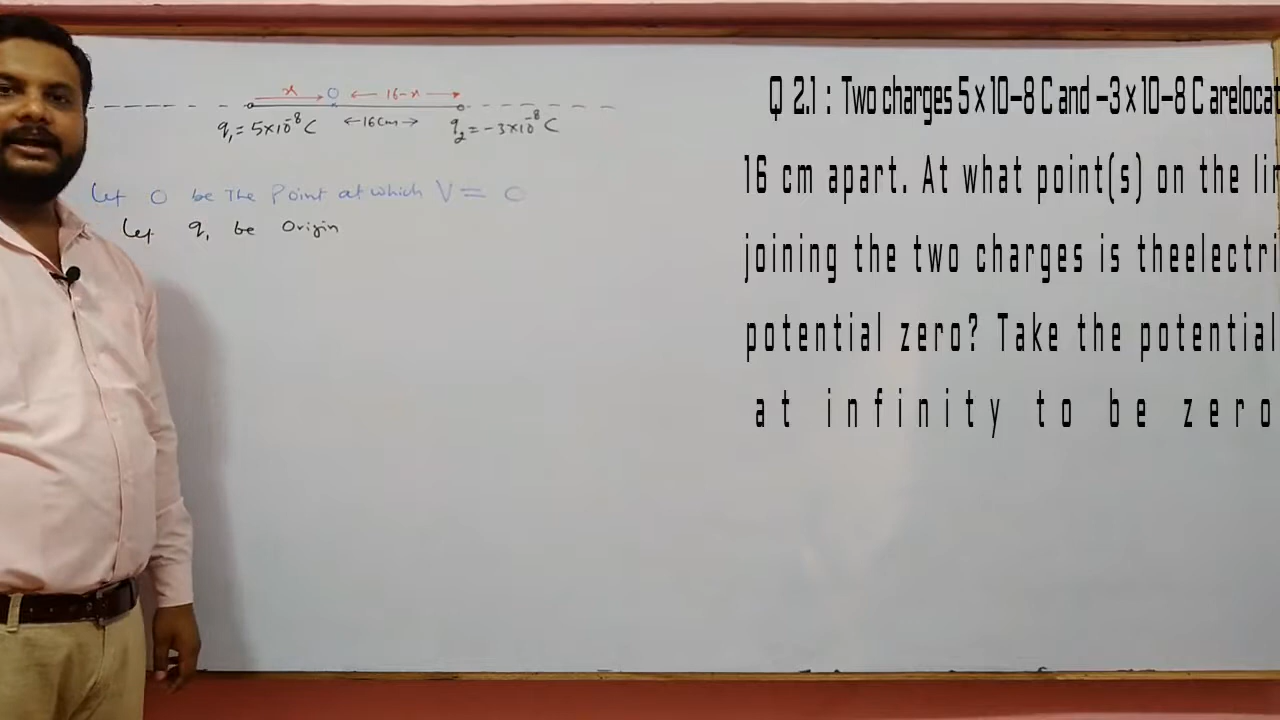 x O ← 16-x →
q₁ = 5×10⁻⁸ C ←16cm→ q₂ = -3×10⁻⁸ C
Let O be The Point at which V = O
Let q₁ be Origin
Q 2.1 : Two charges 5×10−8 C and −3×10−8 C arelocat
16 cm apart. At what point(s) on the lin
joining the two charges is theelectri
potential zero? Take the potential
at infinity to be zero